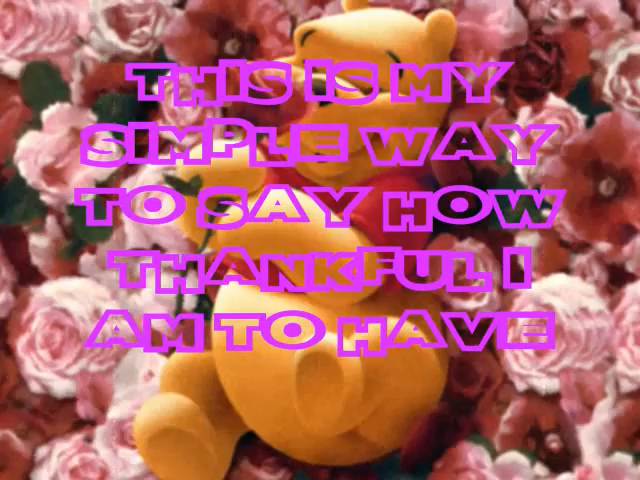 THIS IS MY
SIMPLE WAY
TO SAY HOW
THANKFUL I
AM TO HAVE